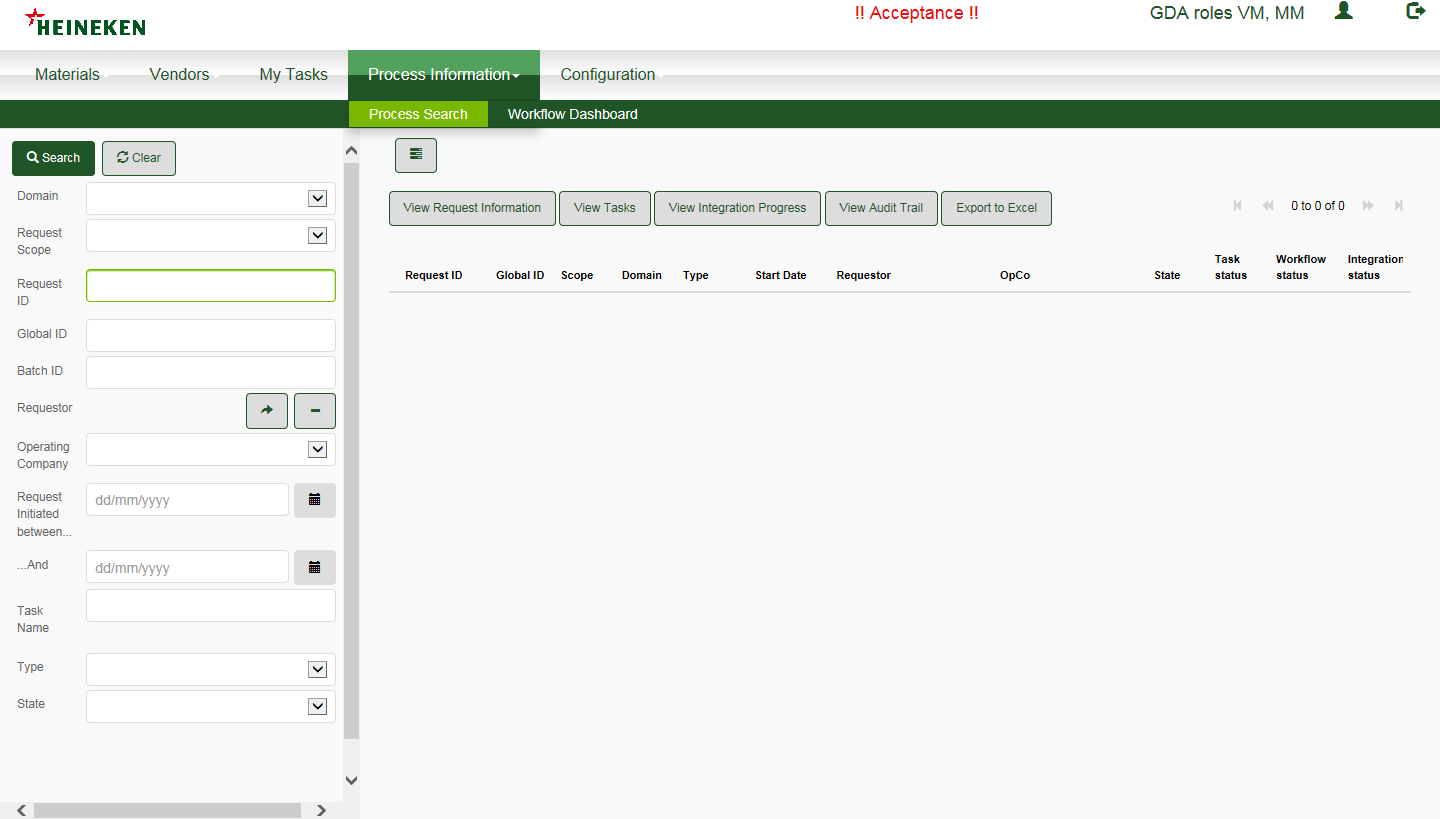 HEINEKEN
!! Acceptance !!
GDA roles VM, MM
Materials
Vendors
My Tasks
Process Information
Configuration
Process Search
Workflow Dashboard
Search
Clear
Domain
Request
Scope
Request
ID
Global ID
Batch ID
Requestor
Operating
Company
Request
Initiated
between...
dd/mm/yyyy
...And
dd/mm/yyyy
Task
Name
Type
State
View Request Information
View Tasks
View Integration Progress
View Audit Trail
Export to Excel
0 to 0 of 0
Request ID
Global ID
Scope
Domain
Type
Start Date
Requestor
OpCo
State
Task
status
Workflow
status
Integration
status